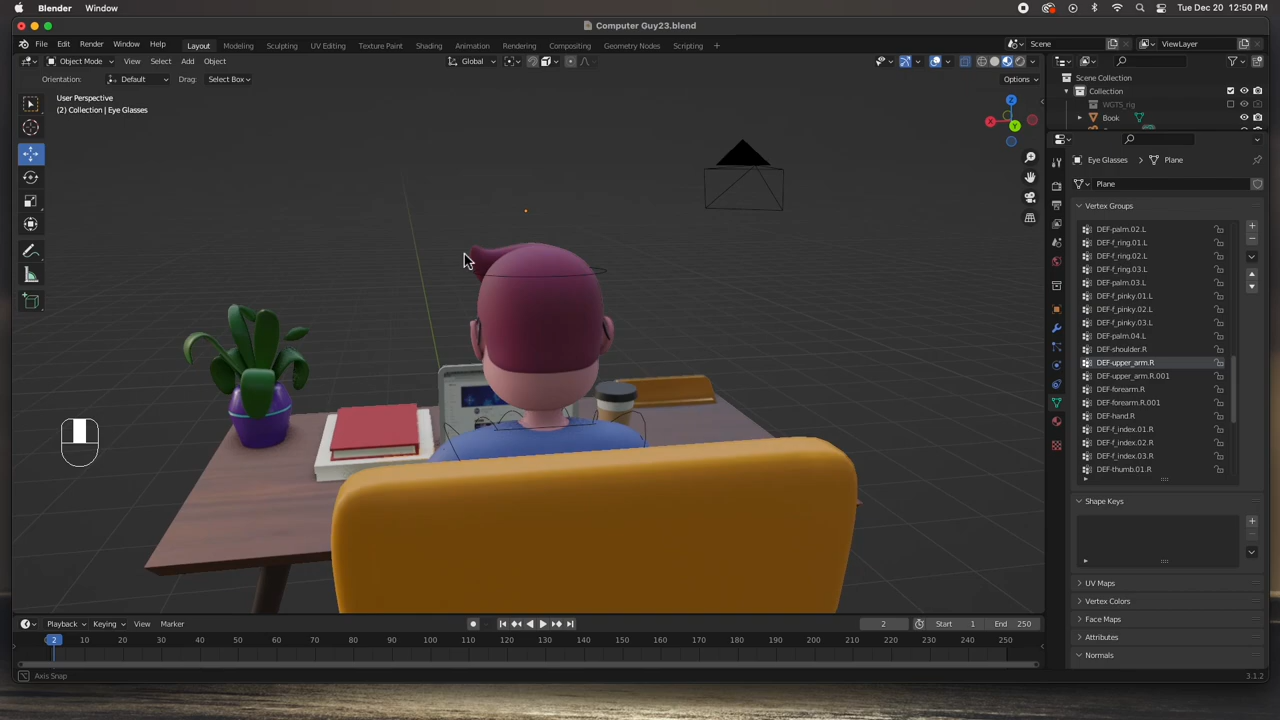 Blender Window Tue Dec 20 12:50 PM
Computer Guy23.blend
File Edit Render Window Help Layout Modeling Sculpting UV Editing Texture Paint Shading Animation Rendering Compositing Geometry Nodes Scripting + Scene ViewLayer
Object Mode View Select Add Object Global
Orientation: Default Drag: Select Box Options
User Perspective
(2) Collection | Eye Glasses
Z
X
Y
Scene Collection
Collection
WGTS_rig
Book
Eye Glasses Plane
Plane
Vertex Groups
DEF-palm.02.L
DEF-f_ring.01.L
DEF-f_ring.02.L
DEF-f_ring.03.L
DEF-palm.03.L
DEF-f_pinky.01.L
DEF-f_pinky.02.L
DEF-f_pinky.03.L
DEF-palm.04.L
DEF-shoulder.R
DEF-upper_arm.R
DEF-upper_arm.R.001
DEF-forearm.R
DEF-forearm.R.001
DEF-hand.R
DEF-f_index.01.R
DEF-f_index.02.R
DEF-f_index.03.R
DEF-thumb.01.R
Shape Keys
UV Maps
Vertex Colors
Face Maps
Attributes
Normals
Playback Keying View Marker 2 Start 1 End 250
2 10 20 30 40 50 60 70 80 90 100 110 120 130 140 150 160 170 180 190 200 210 220 230 240 250
Axis Snap 3.1.2